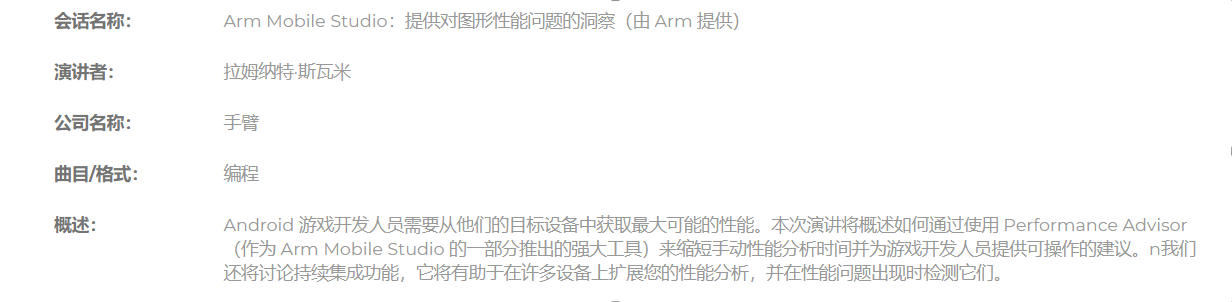 会话名称： Arm Mobile Studio：提供对图形性能问题的洞察（由 Arm 提供）
演讲者： 拉姆纳特·斯瓦米
公司名称： 手臂
曲目/格式： 编程
概述： Android 游戏开发人员需要从他们的目标设备中获取最大可能的性能。本次演讲将概述如何通过使用 Performance Advisor
（作为 Arm Mobile Studio 的一部分推出的强大工具）来缩短手动性能分析时间并为游戏开发人员提供可操作的建议。n我们
还将讨论持续集成功能，它将有助于在许多设备上扩展您的性能分析，并在性能问题出现时检测它们。